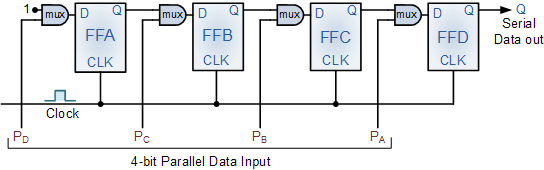 1 mux D Q mux D Q mux D Q mux D Q Q
FFA FFB FFC FFD Serial
Data out
CLK CLK CLK CLK
Clock
PD PC PB PA
4-bit Parallel Data Input